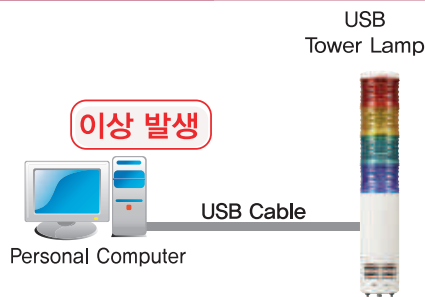 USB
Tower Lamp
이상 발생
USB Cable
Personal Computer